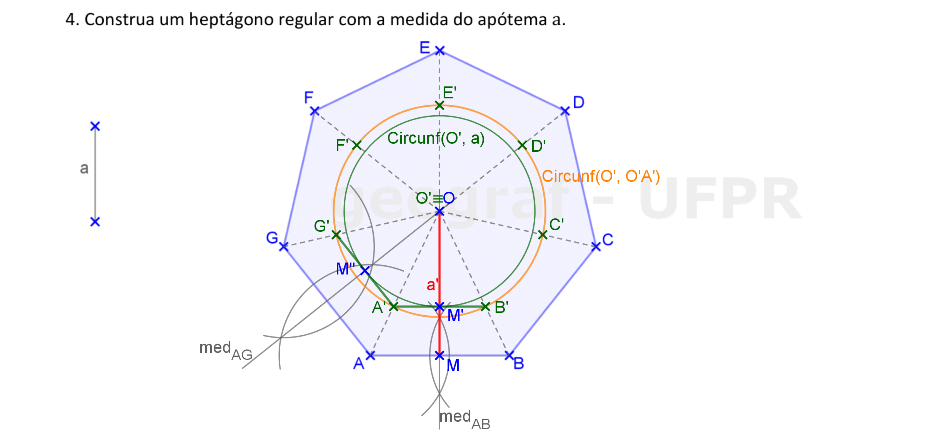 4. Construa um heptágono regular com a medida do apótema a.
E
F
D
E'
a
F'
Circunf(O', a)
D'
Circunf(O', O'A')
geograf - UFPR
O'≡O
G'
C'
G
C
M''
a'
A'
M'
B'
med AG
A
M
B
med AB